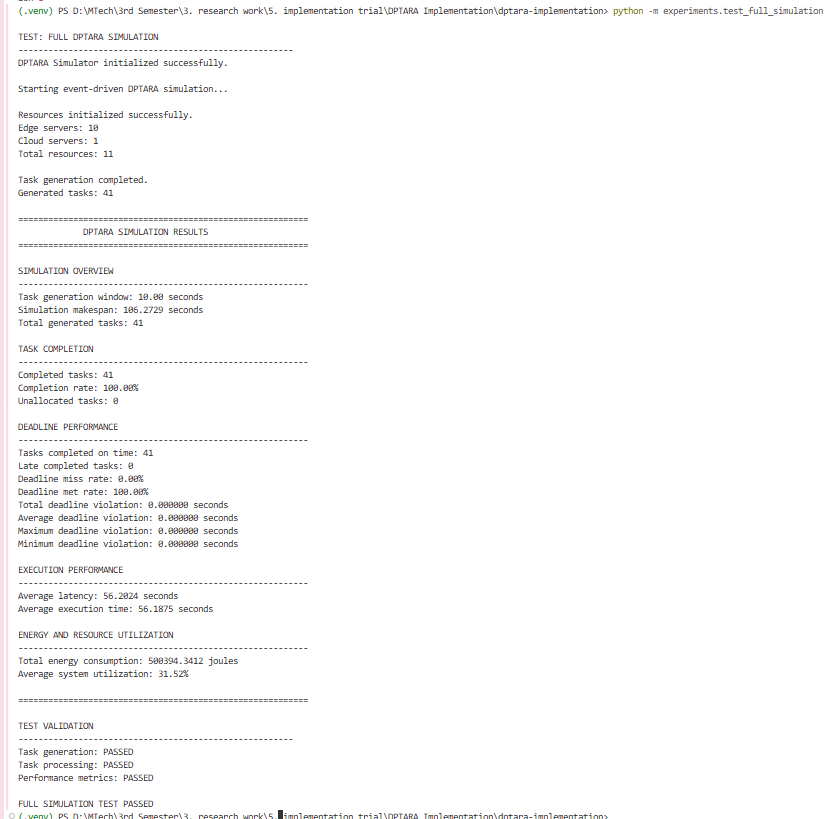 (.venv) PS D:\MTech\3rd Semester\3. research work\5. implementation trial\DPTARA Implementation\dptara-implementation> python -m experiments.test_full_simulation
TEST: FULL DPTARA SIMULATION
-------------------------------------------------------
DPTARA Simulator initialized successfully.
Starting event-driven DPTARA simulation...
Resources initialized successfully.
Edge servers: 10
Cloud servers: 1
Total resources: 11
Task generation completed.
Generated tasks: 41
==========================================================
DPTARA SIMULATION RESULTS
==========================================================
SIMULATION OVERVIEW
----------------------------------------------------------
Task generation window: 10.00 seconds
Simulation makespan: 106.2729 seconds
Total generated tasks: 41
TASK COMPLETION
----------------------------------------------------------
Completed tasks: 41
Completion rate: 100.00%
Unallocated tasks: 0
DEADLINE PERFORMANCE
----------------------------------------------------------
Tasks completed on time: 41
Late completed tasks: 0
Deadline miss rate: 0.00%
Deadline met rate: 100.00%
Total deadline violation: 0.000000 seconds
Average deadline violation: 0.000000 seconds
Maximum deadline violation: 0.000000 seconds
Minimum deadline violation: 0.000000 seconds
EXECUTION PERFORMANCE
----------------------------------------------------------
Average latency: 56.2024 seconds
Average execution time: 56.1875 seconds
ENERGY AND RESOURCE UTILIZATION
----------------------------------------------------------
Total energy consumption: 500394.3412 joules
Average system utilization: 31.52%
==========================================================
TEST VALIDATION
-------------------------------------------------------
Task generation: PASSED
Task processing: PASSED
Performance metrics: PASSED
FULL SIMULATION TEST PASSED
(.venv) PS D:\MTech\3rd Semester\3. research work\5. implementation trial\DPTARA Implementation\dptara-implementation>